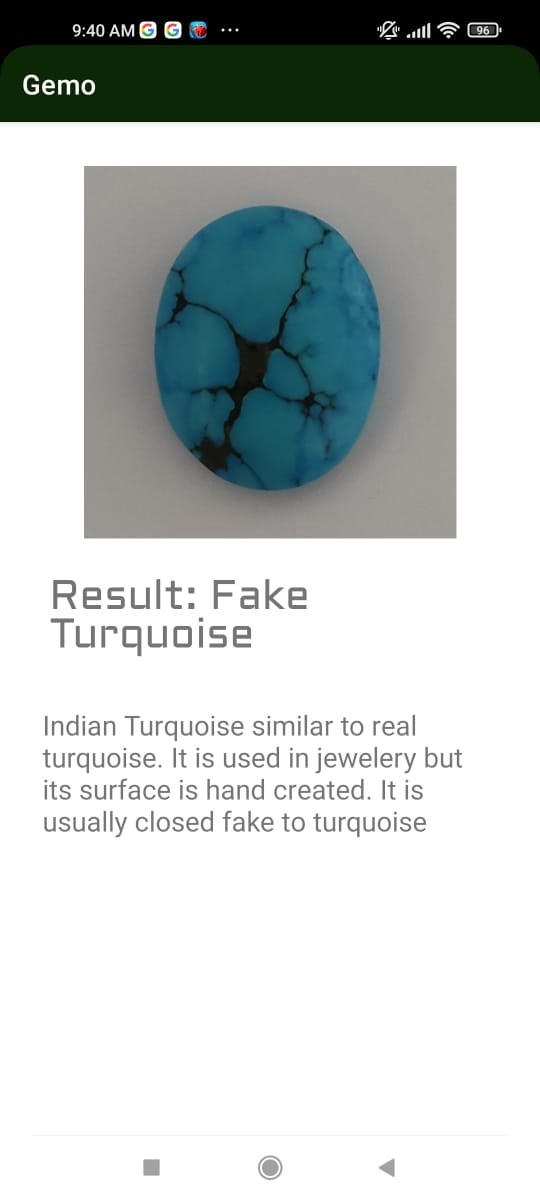 9:40 AM
96
Gemo
Result: Fake
Turquoise
Indian Turquoise similar to real
turquoise. It is used in jewelery but
its surface is hand created. It is
usually closed fake to turquoise